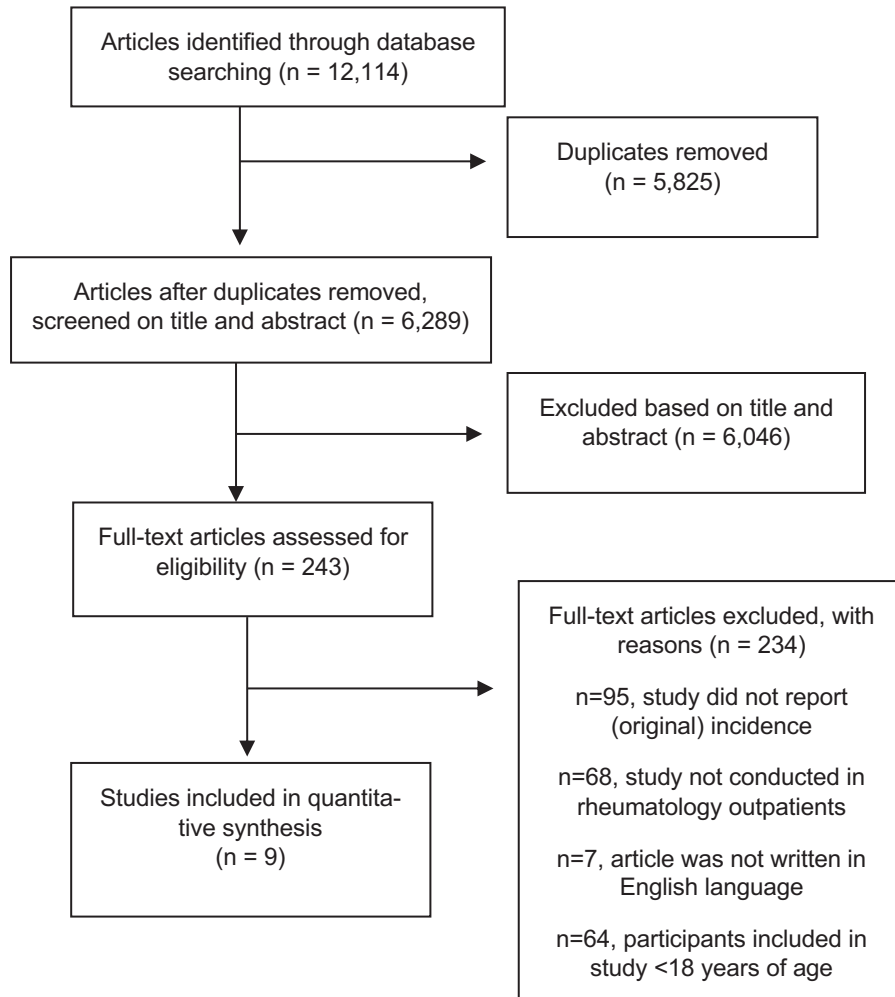 Articles identified through database
searching (n = 12,114)
Duplicates removed
(n = 5,825)
Articles after duplicates removed,
screened on title and abstract (n = 6,289)
Excluded based on title and
abstract (n = 6,046)
Full-text articles assessed for
eligibility (n = 243)
Full-text articles excluded, with
reasons (n = 234)
n=95, study did not report
(original) incidence
n=68, study not conducted in
rheumatology outpatients
n=7, article was not written in
English language
n=64, participants included in
study <18 years of age
Studies included in quantita-
tive synthesis
(n = 9)